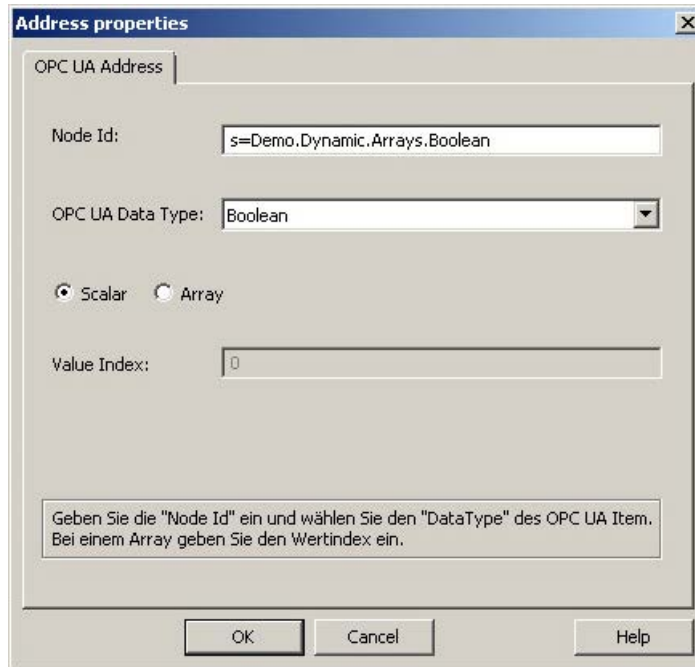 Address properties
OPC UA Address
Node Id: s=Demo.Dynamic.Arrays.Boolean
OPC UA Data Type: Boolean
Scalar Array
Value Index: 0
Geben Sie die "Node Id" ein und wählen Sie den "DataType" des OPC UA Item.
Bei einem Array geben Sie den Wertindex ein.
OK Cancel Help